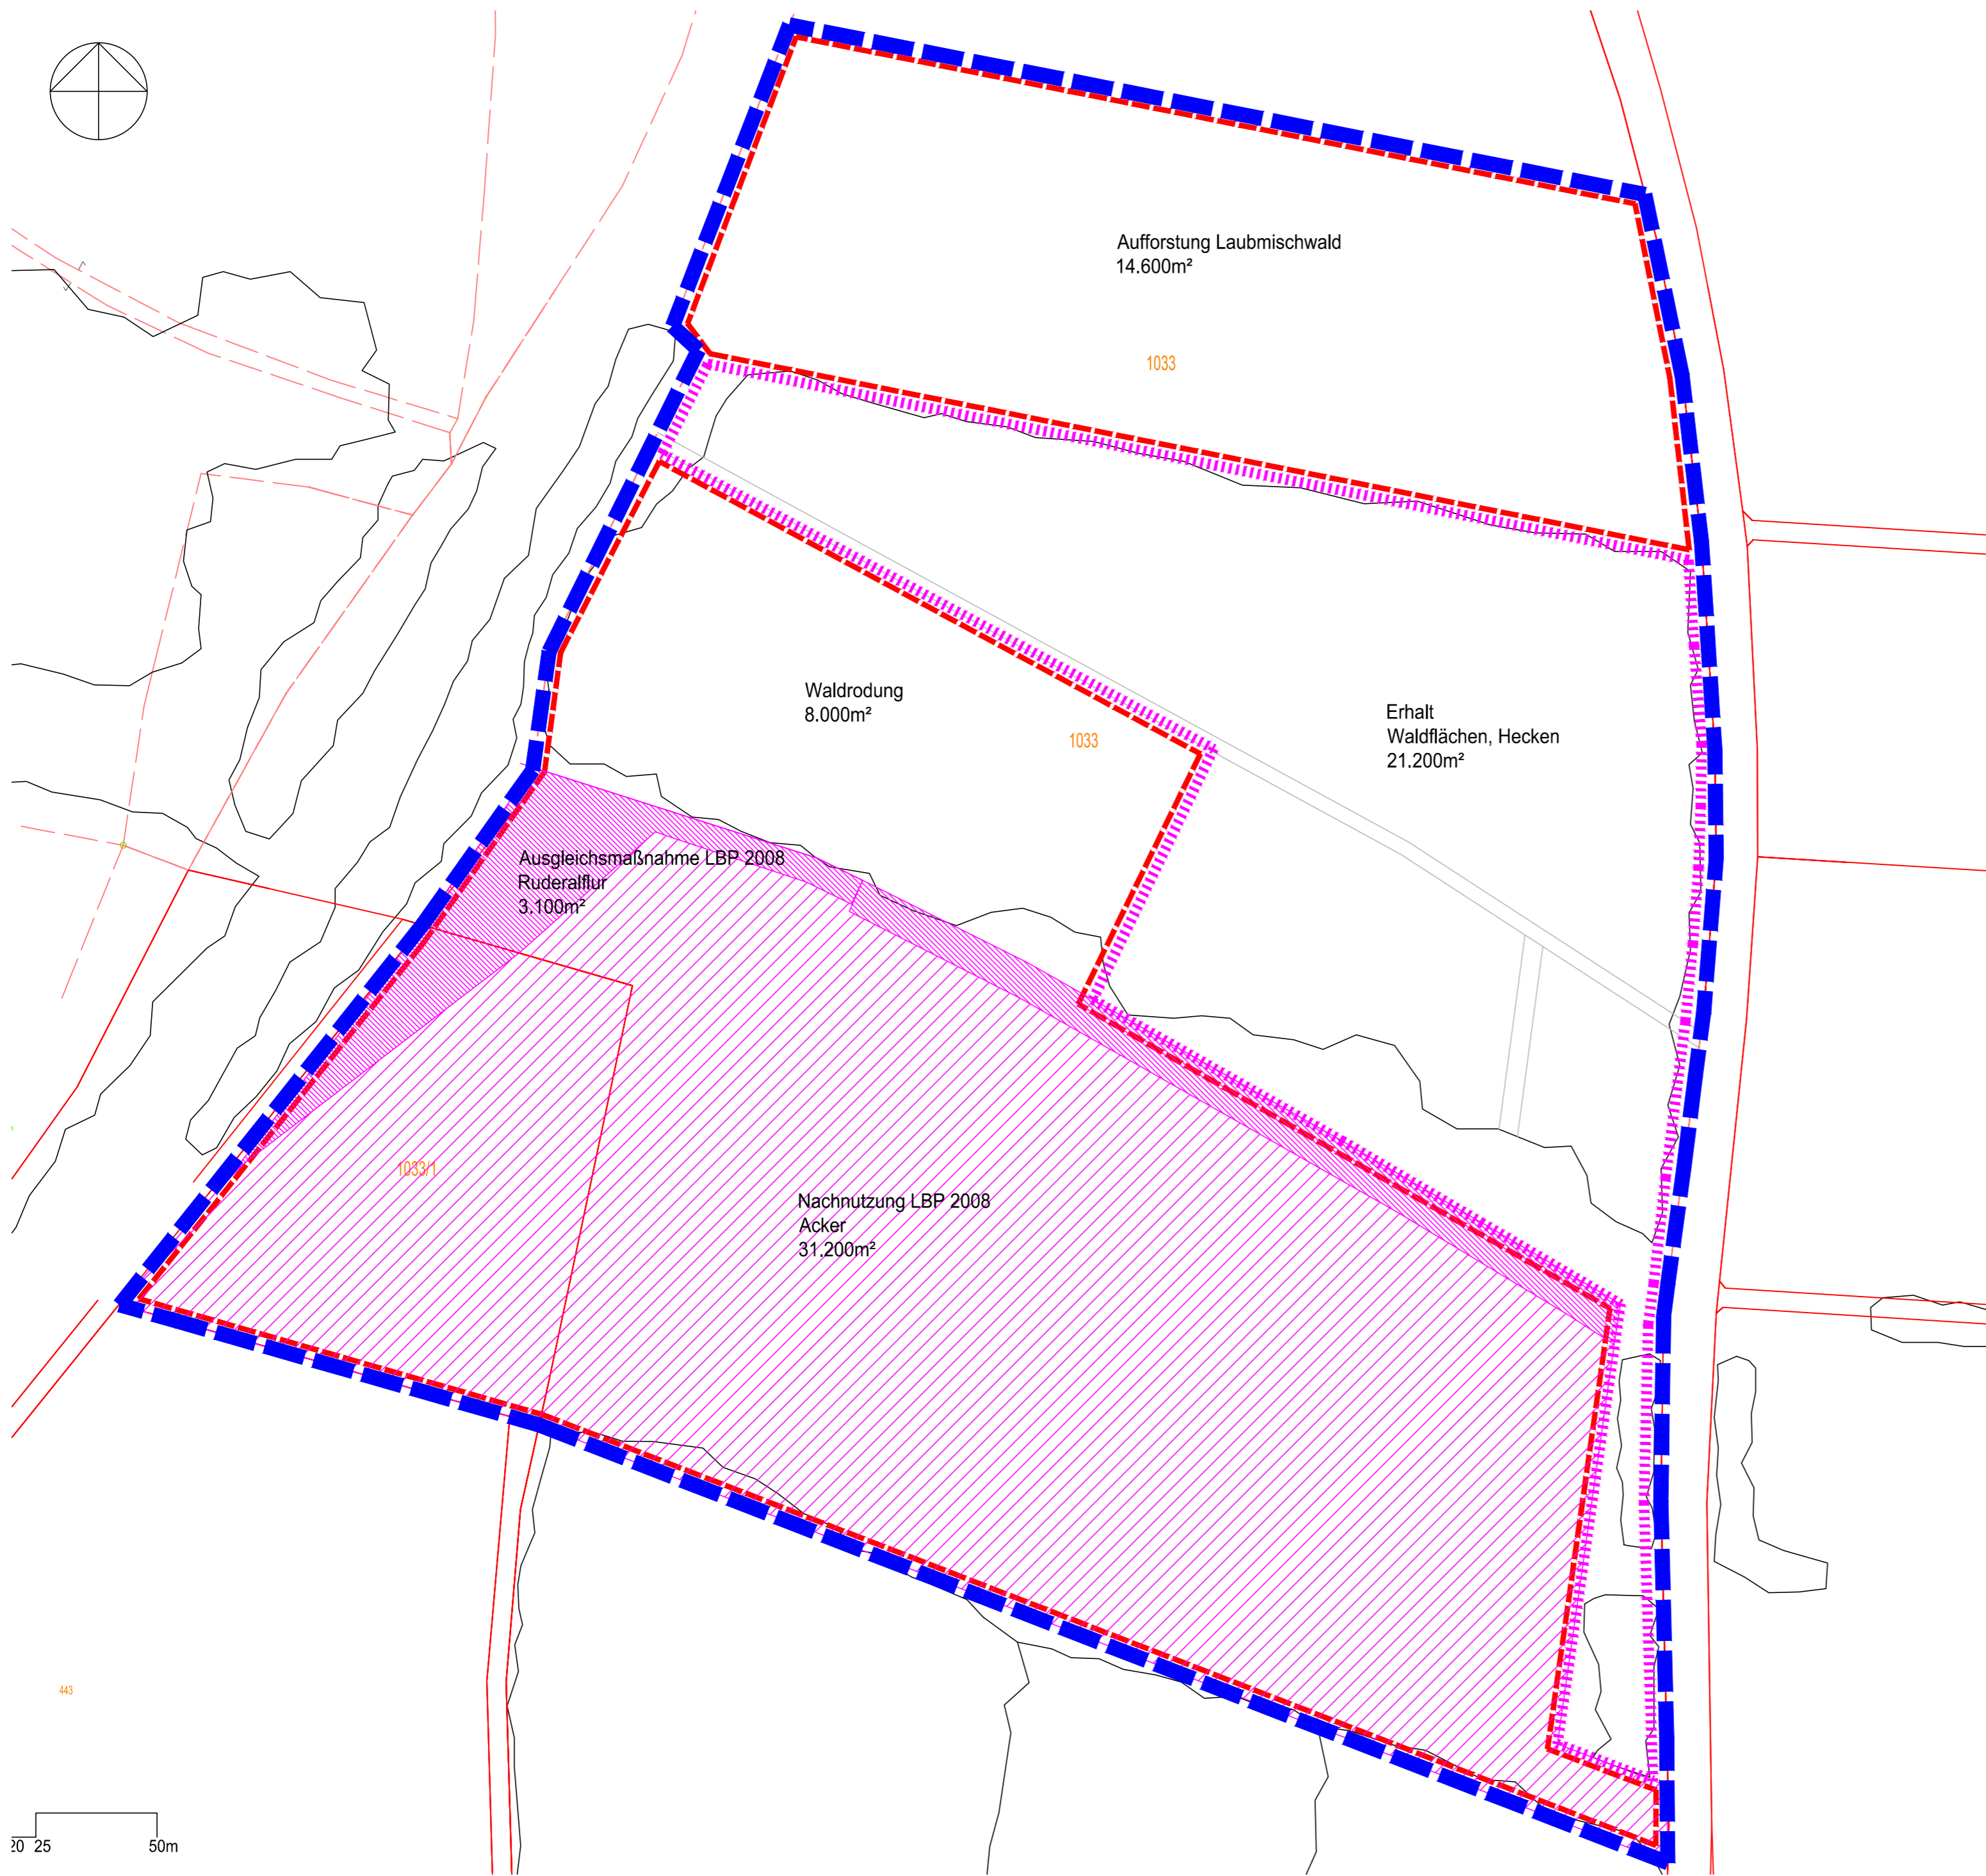 Aufforstung Laubmischwald
14.600m²
1033
Waldrodung
8.000m²
1033
Erhalt
Waldflächen, Hecken
21.200m²
Ausgleichsmaßnahme LBP 2008
Ruderalflur
3.100m²
1033/1
Nachnutzung LBP 2008
Acker
31.200m²
443
20 25 50m